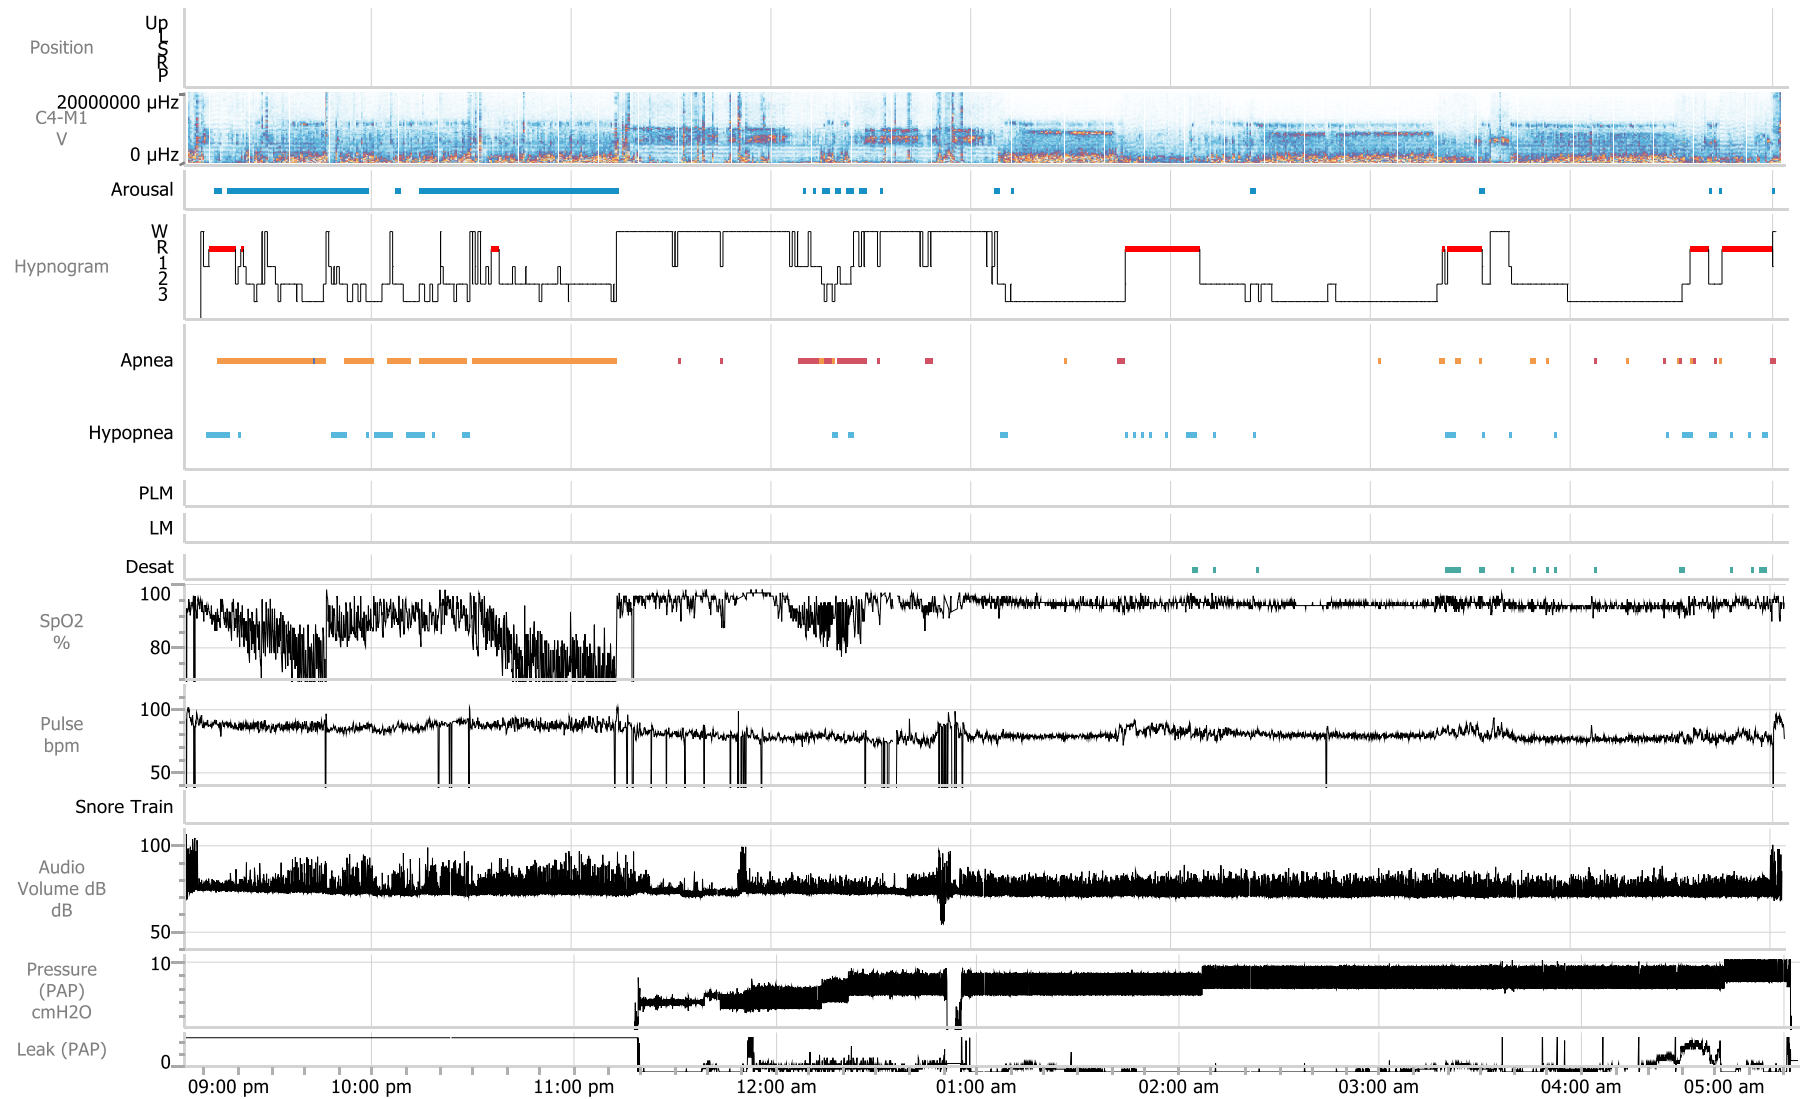 Position
Up
L
S
R
P
20000000 µHz
C4-M1
V
0 µHz
Arousal
Hypnogram
W
R
1
2
3
Apnea
Hypopnea
PLM
LM
Desat
SpO2
%
100
80
Pulse
bpm
100
50
Snore Train
Audio
Volume dB
dB
100
50
Pressure
(PAP)
cmH2O
10
Leak (PAP)
0
09:00 pm 10:00 pm 11:00 pm 12:00 am 01:00 am 02:00 am 03:00 am 04:00 am 05:00 am